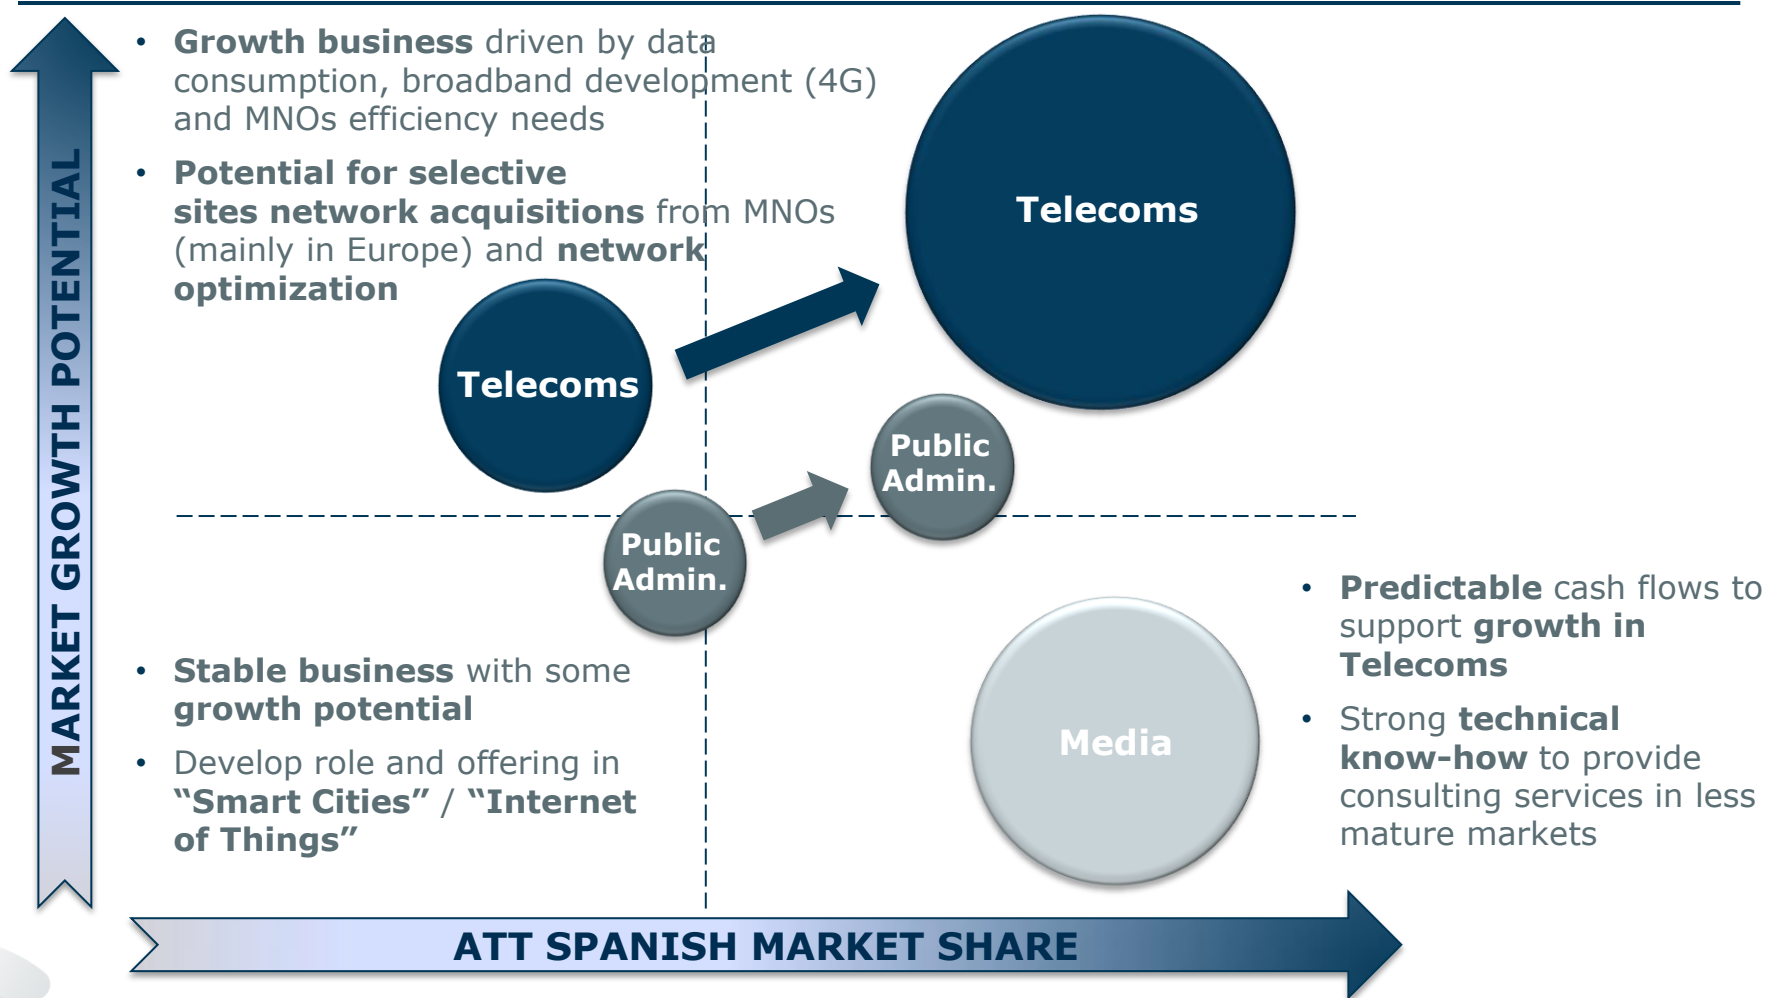 MARKET GROWTH POTENTIAL
• Growth business driven by data
consumption, broadband development (4G)
and MNOs efficiency needs
• Potential for selective
sites network acquisitions from MNOs
(mainly in Europe) and network
optimization
Telecoms
Telecoms
Public
Admin.
Public
Admin.
• Stable business with some
growth potential
• Develop role and offering in
“Smart Cities” / “Internet
of Things”
Media
• Predictable cash flows to
support growth in
Telecoms
• Strong technical
know-how to provide
consulting services in less
mature markets
ATT SPANISH MARKET SHARE